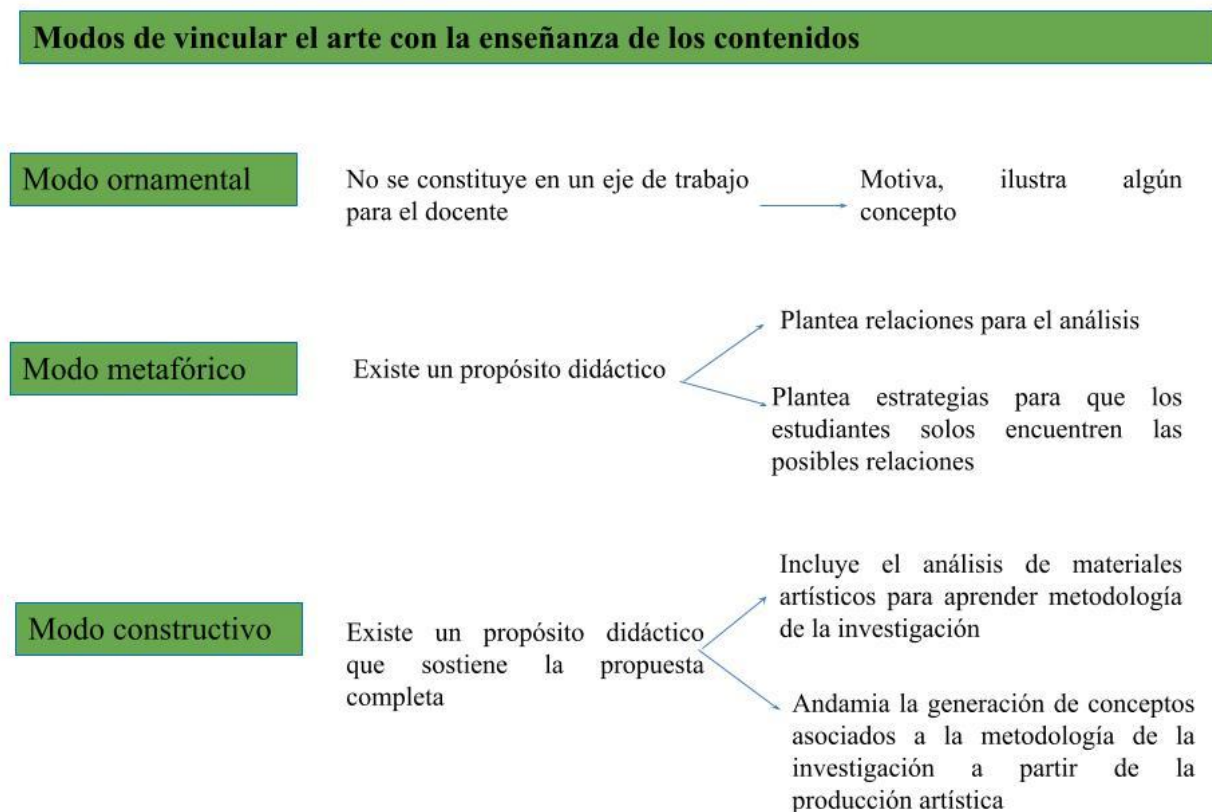 Modos de vincular el arte con la enseñanza de los contenidos
Modo ornamental
No se constituye en un eje de trabajo
para el docente
Motiva, ilustra algún
concepto
Modo metafórico
Existe un propósito didáctico
Plantea relaciones para el análisis
Plantea estrategias para que los
estudiantes solos encuentren las
posibles relaciones
Modo constructivo
Existe un propósito didáctico
que sostiene la propuesta
completa
Incluye el análisis de materiales
artísticos para aprender metodología
de la investigación
Andamia la generación de conceptos
asociados a la metodología de la
investigación a partir de la
producción artística